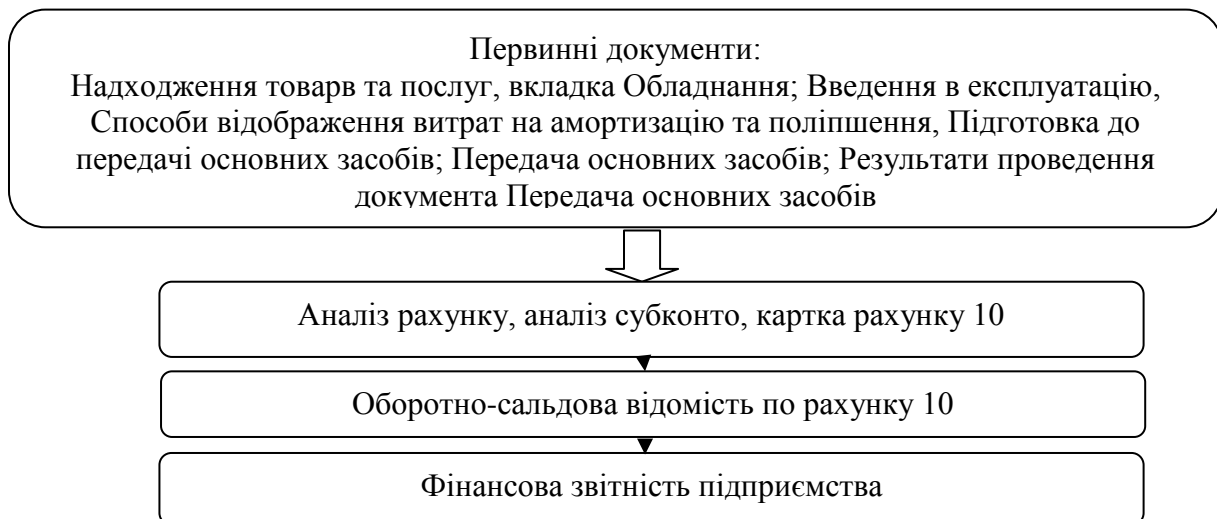 Первинні документи:
Надходження товарв та послуг, вкладка Обладнання; Введення в експлуатацію,
Способи відображення витрат на амортизацію та поліпшення, Підготовка до
передачі основних засобів; Передача основних засобів; Результати проведення
документа Передача основних засобів
Аналіз рахунку, аналіз субконто, картка рахунку 10
Оборотно-сальдова відомість по рахунку 10
Фінансова звітність підприємства